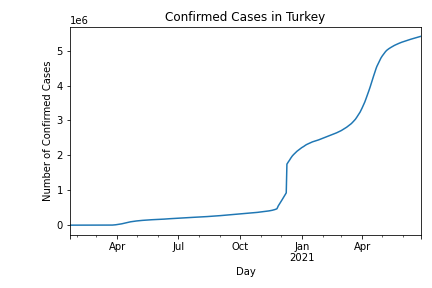 Confirmed Cases in Turkey
1e6
5
4
3
2
1
0
Number of Confirmed Cases
Apr
Jul
Oct
Jan
2021
Apr
Day